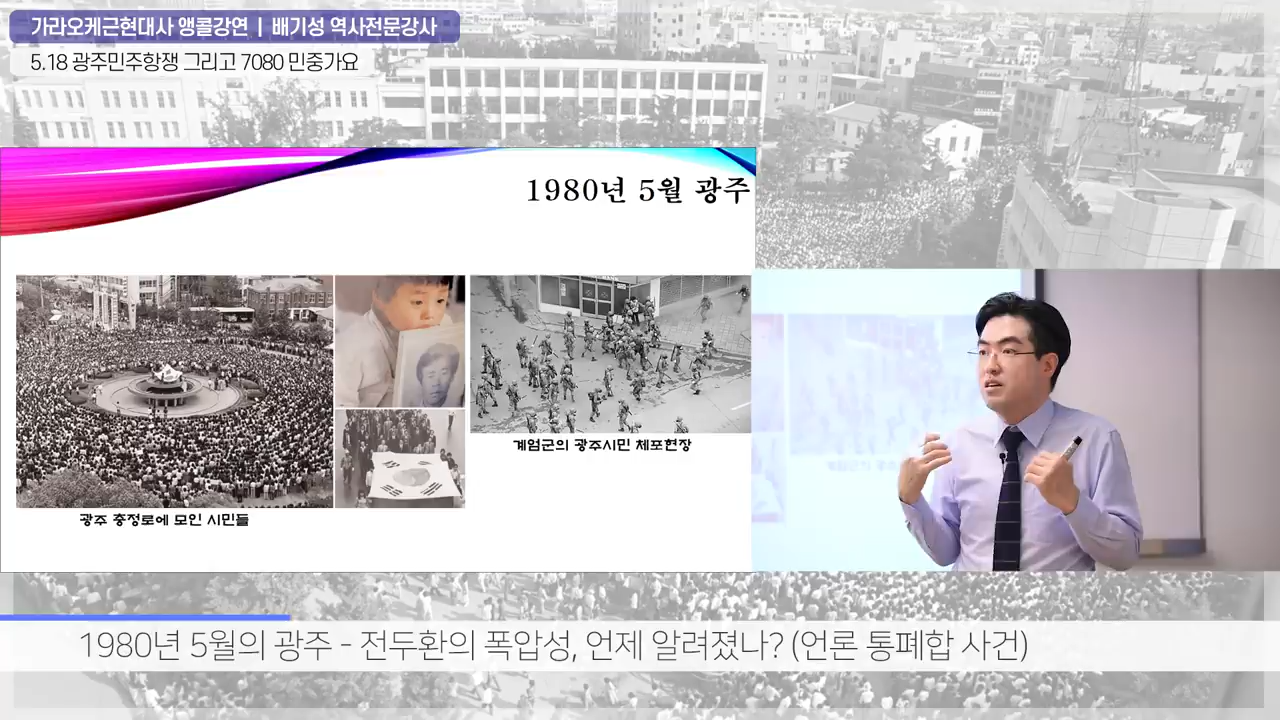 가라오케근현대사 앵콜강연 | 배기성 역사전문강사
5.18 광주민주항쟁 그리고 7080 민중가요
1980년 5월 광주
계엄군의 광주시민 체포현장
광주 충정로에 모인 시민들
1980년 5월의 광주 - 전두환의 폭압성, 언제 알려졌나? (언론 통폐합 사건)